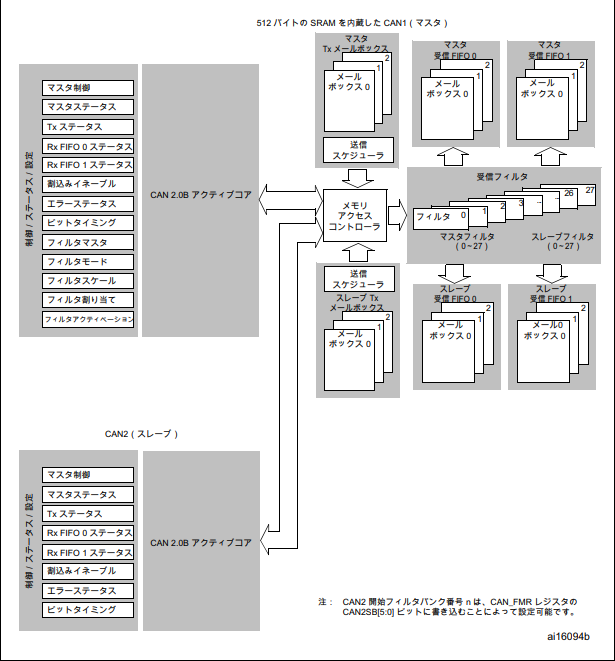 512 バイトの SRAM を内蔵した CAN1 ( マスタ )
制御 / ステータス / 設定
マスタ制御
マスタステータス
Tx ステータス
Rx FIFO 0 ステータス
Rx FIFO 1 ステータス
割込みイネーブル
エラーステータス
ビットタイミング
フィルタマスタ
フィルタモード
フィルタスケール
フィルタ割り当て
フィルタアクティベーション
CAN 2.0B アクティブコア
マスタ
Tx メールボックス
2
1
メール
ボックス 0
送信
スケジューラ
メモリ
アクセス
コントローラ
送信
スケジューラ
スレーブ Tx
メールボックス
2
1
メール
ボックス 0
マスタ
受信 FIFO 0
2
1
メール
ボックス 0
マスタ
受信 FIFO 1
2
1
メール
ボックス 0
受信フィルタ
フィルタ 0
1
2
3
..
..
26
27
マスタフィルタ
( 0~27 )
スレーブフィルタ
( 0~27 )
スレーブ
受信 FIFO 0
2
1
メール
ボックス 0
スレーブ
受信 FIFO 1
2
1
メール0
ボックス 0
CAN2 ( スレーブ )
制御 / ステータス / 設定
マスタ制御
マスタステータス
Tx ステータス
Rx FIFO 0 ステータス
Rx FIFO 1 ステータス
割込みイネーブル
エラーステータス
ビットタイミング
CAN 2.0B アクティブコア
注： CAN2 開始フィルタバンク番号 n は、CAN_FMR レジスタの
CAN2SB[5:0] ビットに書き込むことによって設定可能です。
ai16094b